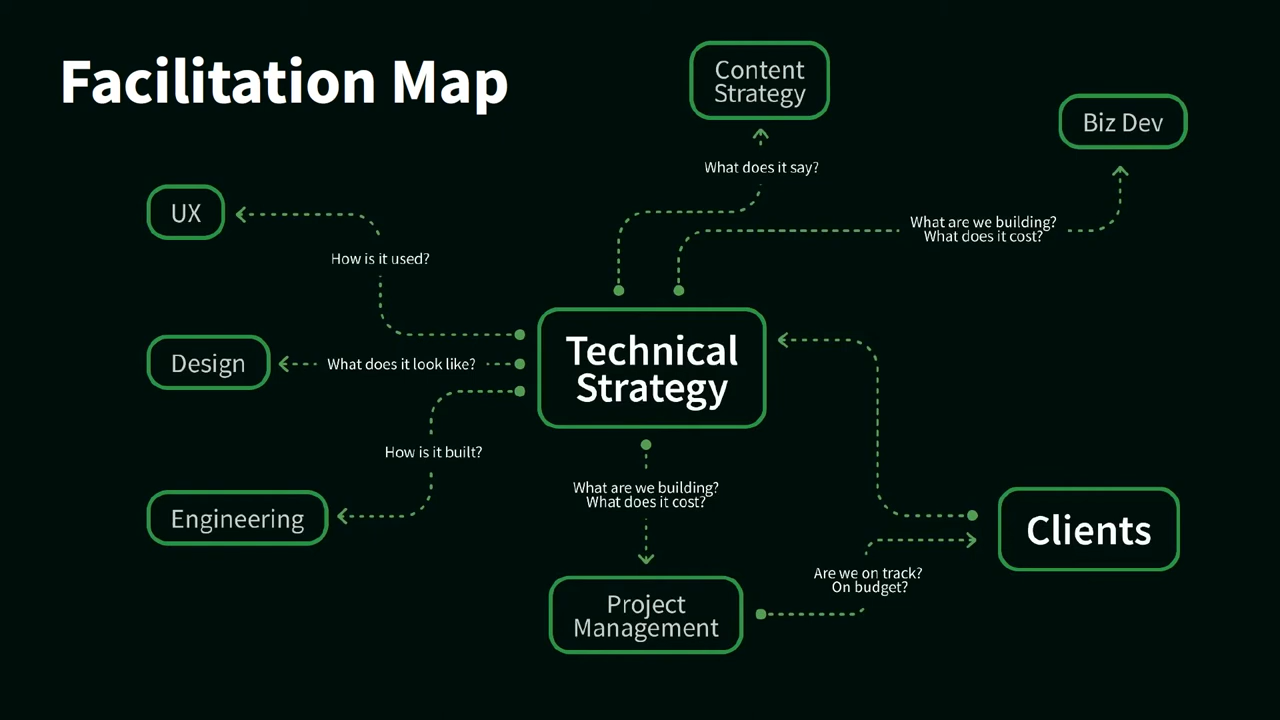 Facilitation Map
Content
Strategy
Biz Dev
What does it say?
UX
What are we building?
What does it cost?
How is it used?
Technical
Strategy
Design
What does it look like?
How is it built?
What are we building?
What does it cost?
Engineering
Clients
Are we on track?
On budget?
Project
Management